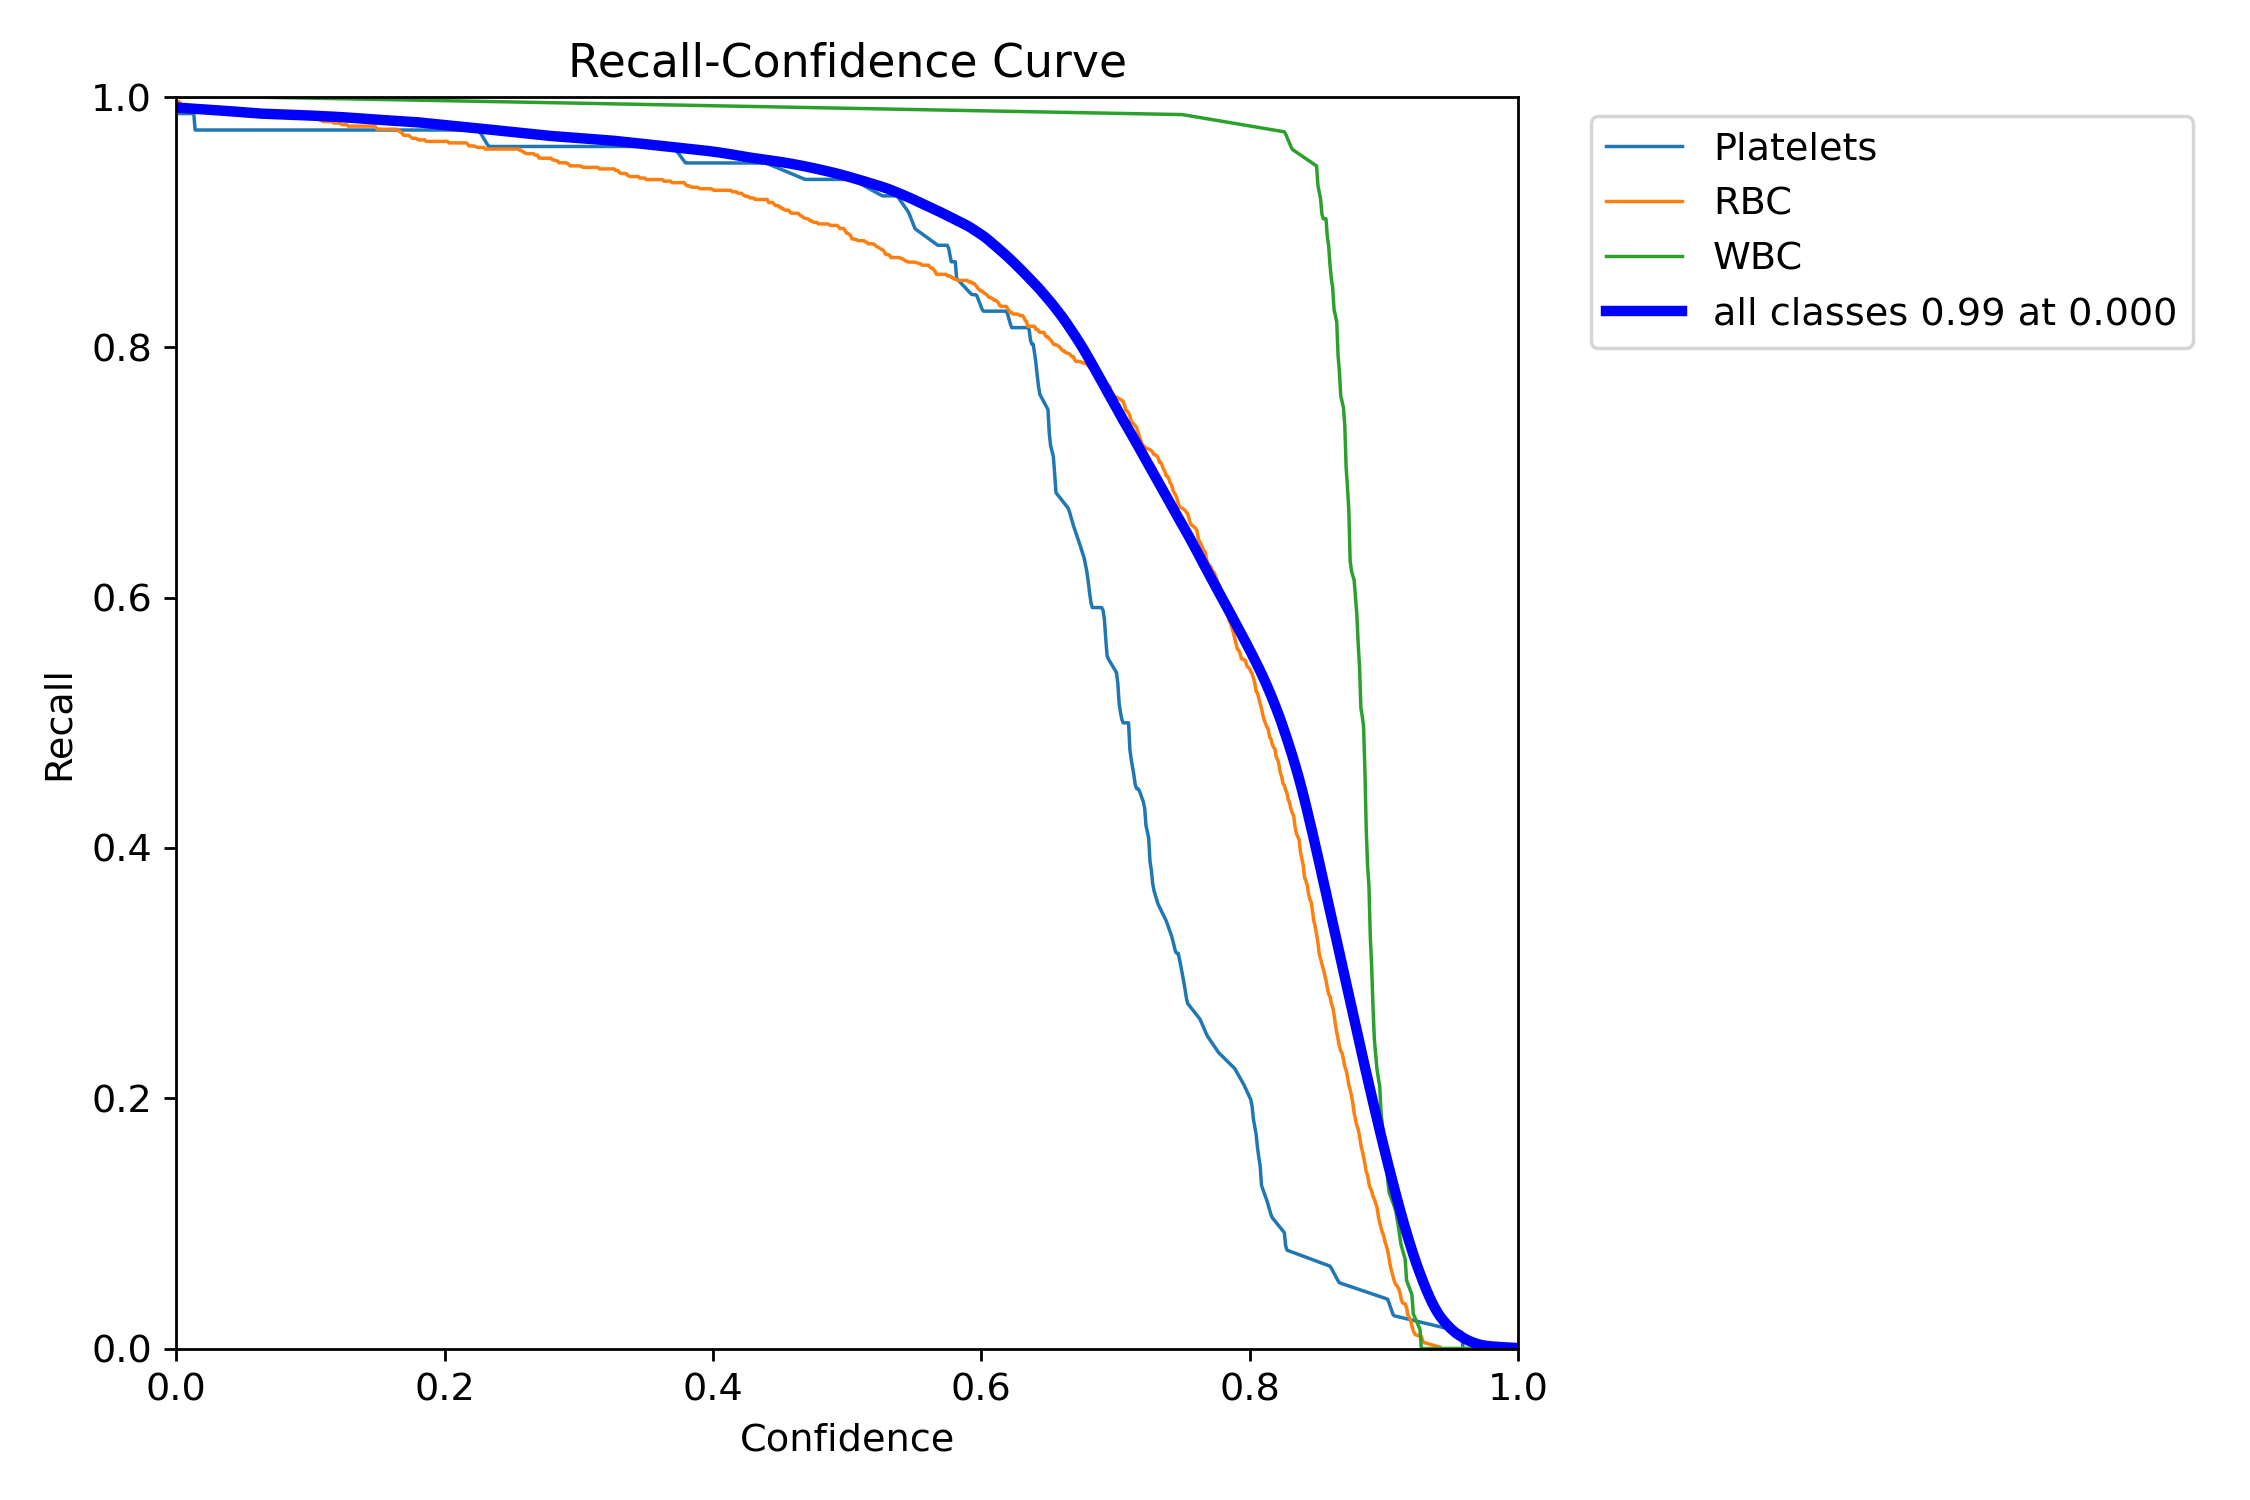 Recall-Confidence Curve
1.0
0.8
0.6
0.4
0.2
0.0
Recall
0.0 0.2 0.4 0.6 0.8 1.0
Confidence
Platelets
RBC
WBC
all classes 0.99 at 0.000